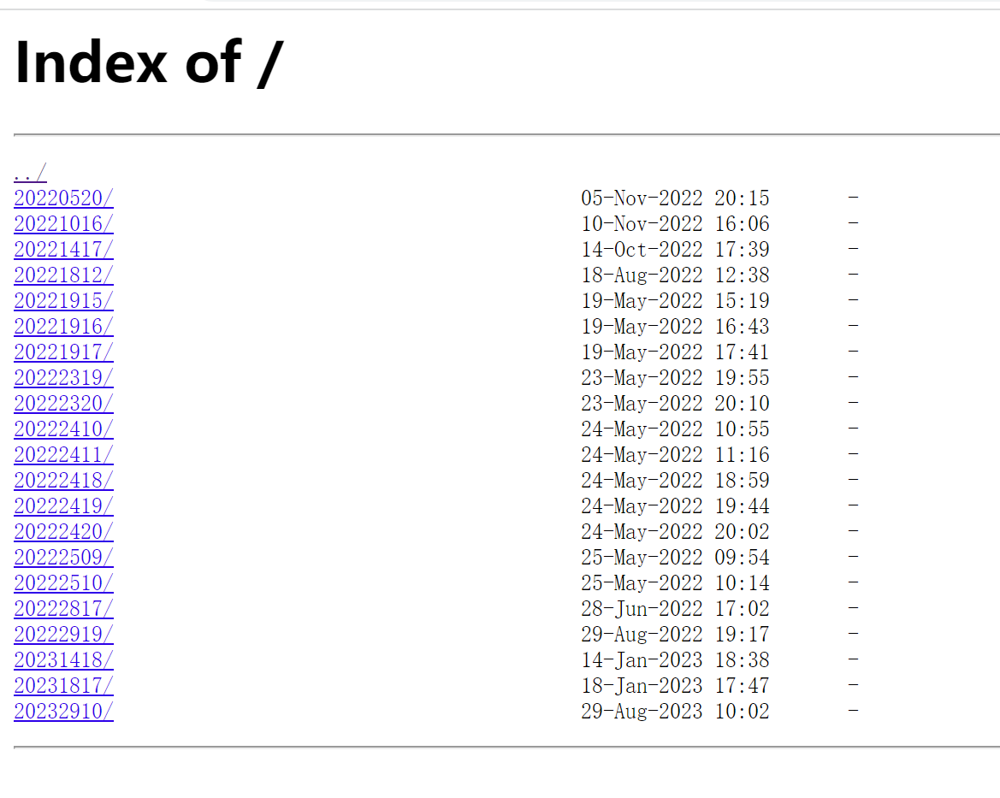 Index of /
../
20220520/ 05-Nov-2022 20:15 -
20221016/ 10-Nov-2022 16:06 -
20221417/ 14-Oct-2022 17:39 -
20221812/ 18-Aug-2022 12:38 -
20221915/ 19-May-2022 15:19 -
20221916/ 19-May-2022 16:43 -
20221917/ 19-May-2022 17:41 -
20222319/ 23-May-2022 19:55 -
20222320/ 23-May-2022 20:10 -
20222410/ 24-May-2022 10:55 -
20222411/ 24-May-2022 11:16 -
20222418/ 24-May-2022 18:59 -
20222419/ 24-May-2022 19:44 -
20222420/ 24-May-2022 20:02 -
20222509/ 25-May-2022 09:54 -
20222510/ 25-May-2022 10:14 -
20222817/ 28-Jun-2022 17:02 -
20222919/ 29-Aug-2022 19:17 -
20231418/ 14-Jan-2023 18:38 -
20231817/ 18-Jan-2023 17:47 -
20232910/ 29-Aug-2023 10:02 -